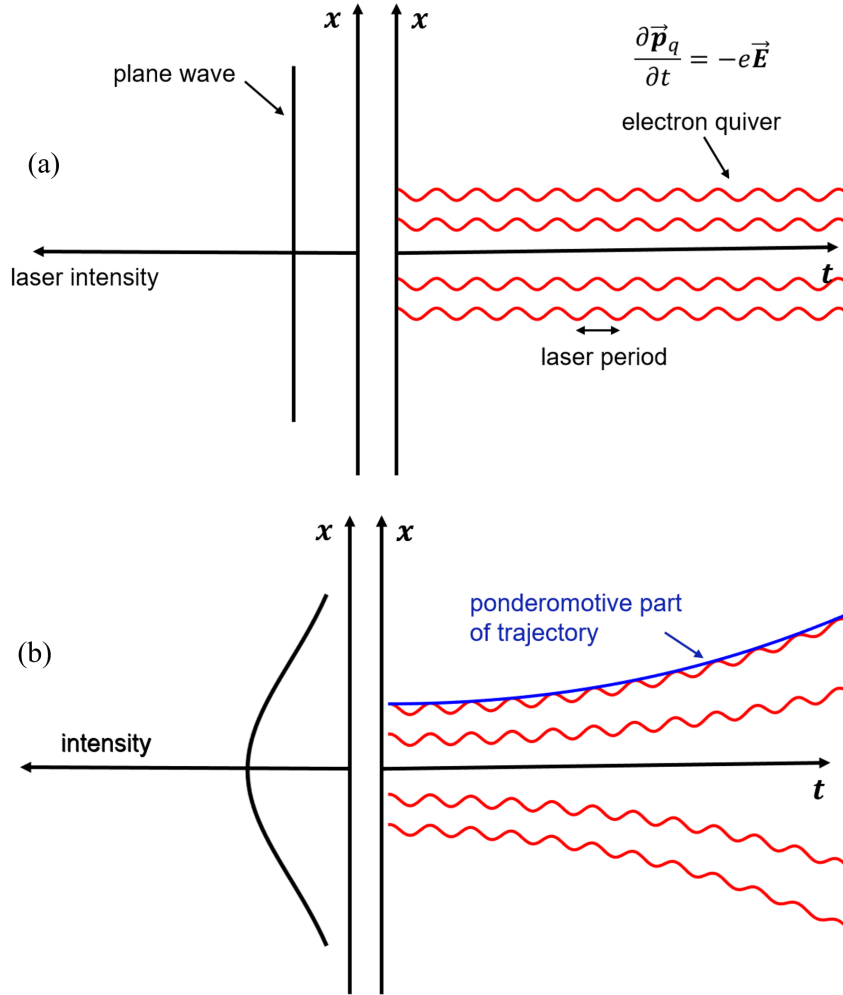 x
x
plane wave
∂p⃗_q/∂t = −eE⃗
electron quiver
(a)
laser intensity
t
laser period
x
x
ponderomotive part
of trajectory
(b)
intensity
t